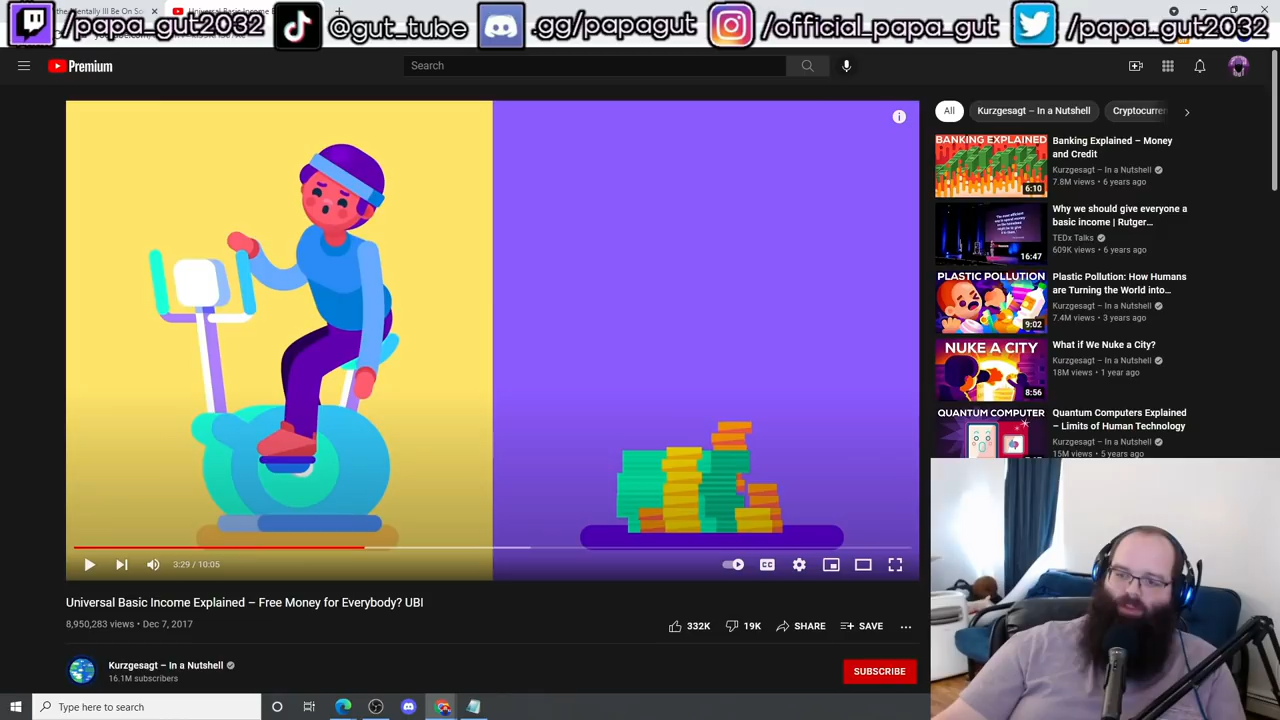 /papa_gut2032
@gut_tube
.gg/papagut
/official_papa_gut
/papa_gut2032
Premium
Search
All
Kurzgesagt – In a Nutshell
BANKING EXPLAINED
6:10
Banking Explained – Money
and Credit
Kurzgesagt – In a Nutshell
7.8M views • 6 years ago
16:47
Why we should give everyone a
basic income | Rutger...
TEDx Talks
609K views • 6 years ago
PLASTIC POLLUTION
9:02
Plastic Pollution: How Humans
are Turning the World into...
Kurzgesagt – In a Nutshell
7.4M views • 3 years ago
NUKE A CITY
8:56
What if We Nuke a City?
Kurzgesagt – In a Nutshell
18M views • 1 year ago
QUANTUM COMPUTER
Quantum Computers Explained
– Limits of Human Technology
Kurzgesagt – In a Nutshell
15M views • 5 years ago
3:29 / 10:05
CC
Universal Basic Income Explained – Free Money for Everybody? UBI
8,950,283 views • Dec 7, 2017
332K
19K
SHARE
SAVE
Kurzgesagt – In a Nutshell
16.1M subscribers
SUBSCRIBE
Type here to search